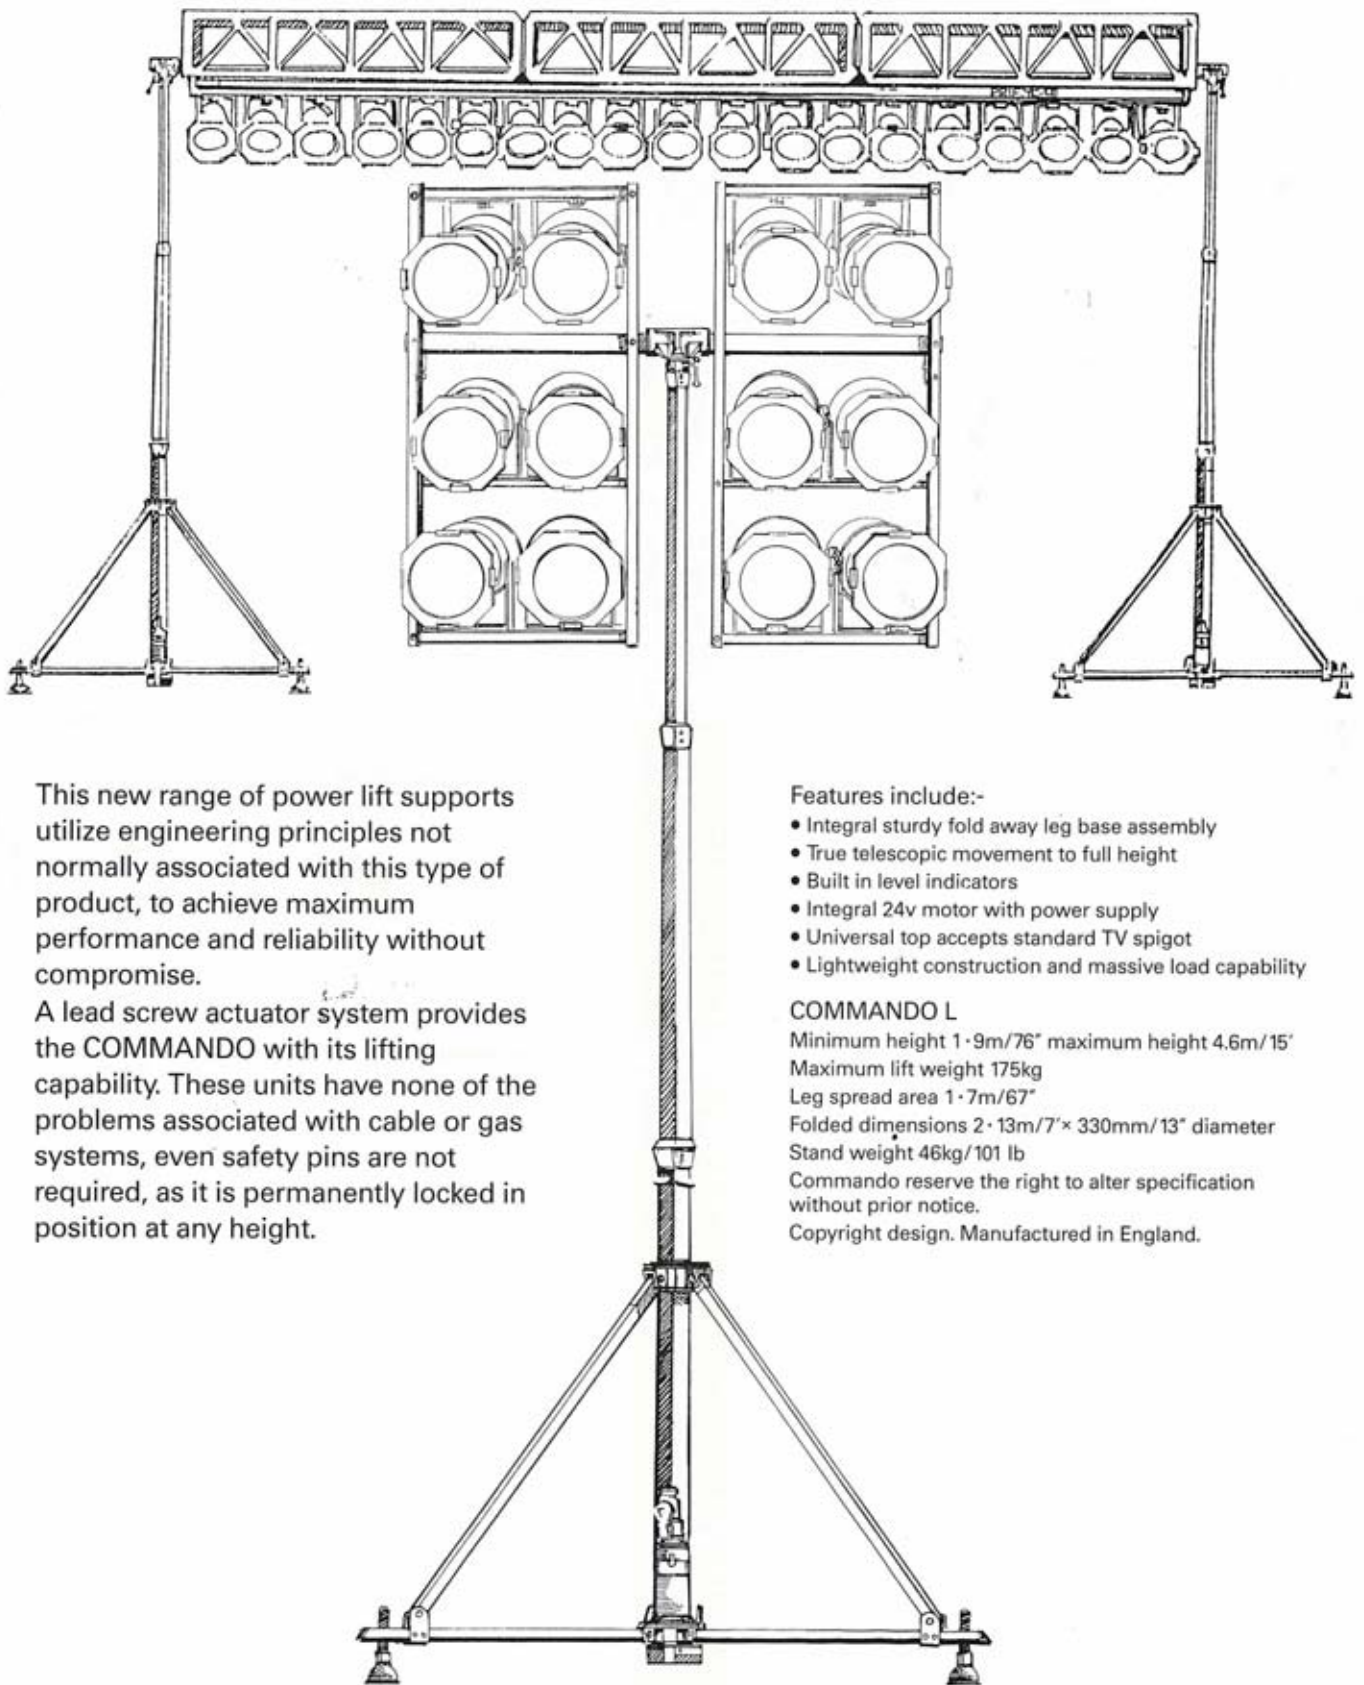 This new range of power lift supports
utilize engineering principles not
normally associated with this type of
product, to achieve maximum
performance and reliability without
compromise.
A lead screw actuator system provides
the COMMANDO with its lifting
capability. These units have none of the
problems associated with cable or gas
systems, even safety pins are not
required, as it is permanently locked in
position at any height.
Features include:-
• Integral sturdy fold away leg base assembly
• True telescopic movement to full height
• Built in level indicators
• Integral 24v motor with power supply
• Universal top accepts standard TV spigot
• Lightweight construction and massive load capability
COMMANDO L
Minimum height 1·9m/76″ maximum height 4.6m/15′
Maximum lift weight 175kg
Leg spread area 1·7m/67″
Folded dimensions 2·13m/7′× 330mm/13″ diameter
Stand weight 46kg/101 lb
Commando reserve the right to alter specification
without prior notice.
Copyright design. Manufactured in England.